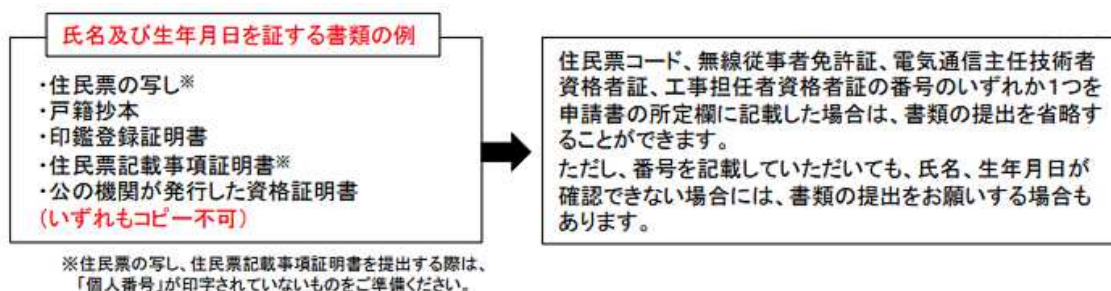 氏名及び生年月日を証する書類の例
・住民票の写し※
・戸籍抄本
・印鑑登録証明書
・住民票記載事項証明書※
・公の機関が発行した資格証明書
(いずれもコピー不可)
※住民票の写し、住民票記載事項証明書を提出する際は、
「個人番号」が印字されていないものをご準備ください。
住民票コード、無線従事者免許証、電気通信主任技術者
資格者証、工事担任者資格者証の番号のいずれか1つを
申請書の所定欄に記載した場合は、書類の提出を省略す
ることができます。
ただし、番号を記載していただいても、氏名、生年月日が
確認できない場合には、書類の提出をお願いする場合も
あります。